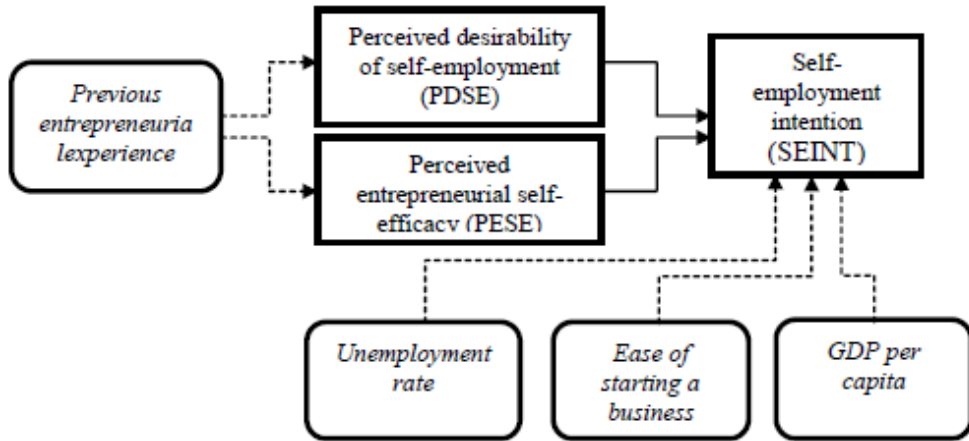 Previous
entrepreneuria
lexperience
Perceived desirability
of self-employment
(PDSE)
Perceived
entrepreneurial self-
efficacy (PESE)
Self-
employment
intention
(SEINT)
Unemployment
rate
Ease of
starting a
business
GDP per
capita